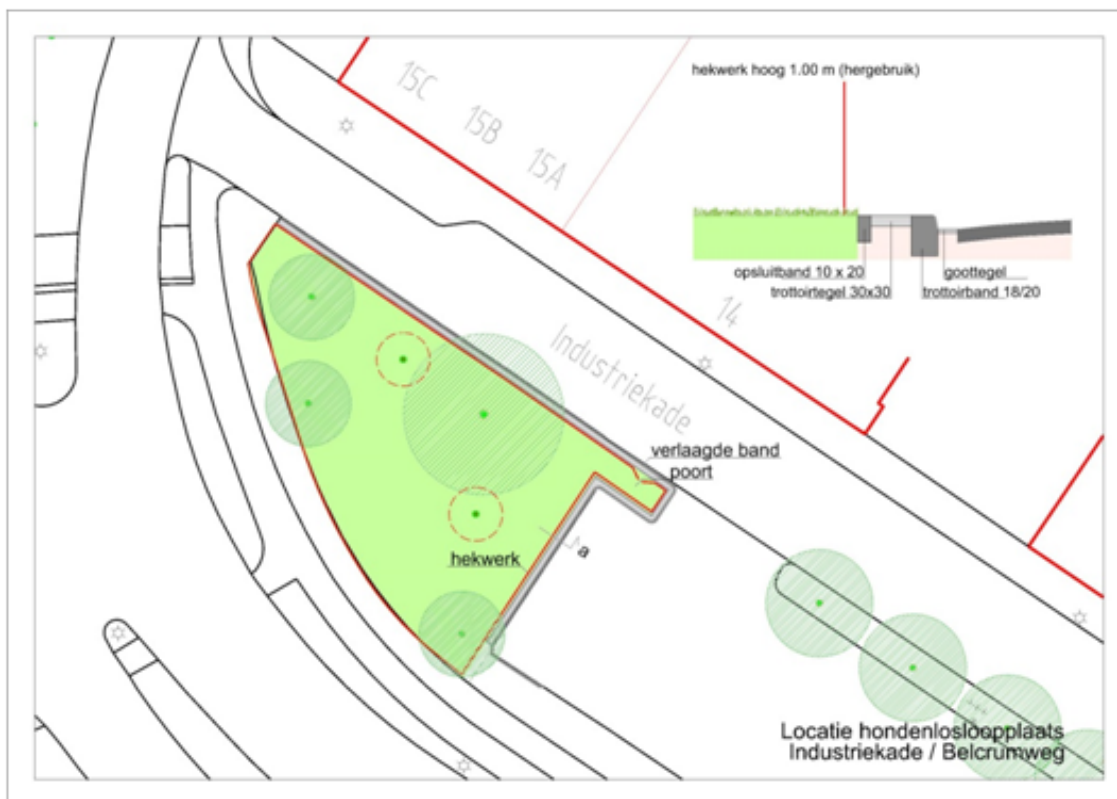 hekwerk hoog 1.00 m (hergebruik)
15C
15B
15A
opsluitband 10 x 20
goottegel
trottoirtegel 30x30
trottoirband 18/20
14
Industriekade
verlaagde band
poort
a
hekwerk
Locatie hondenlosloopplaats
Industriekade / Belcrumweg